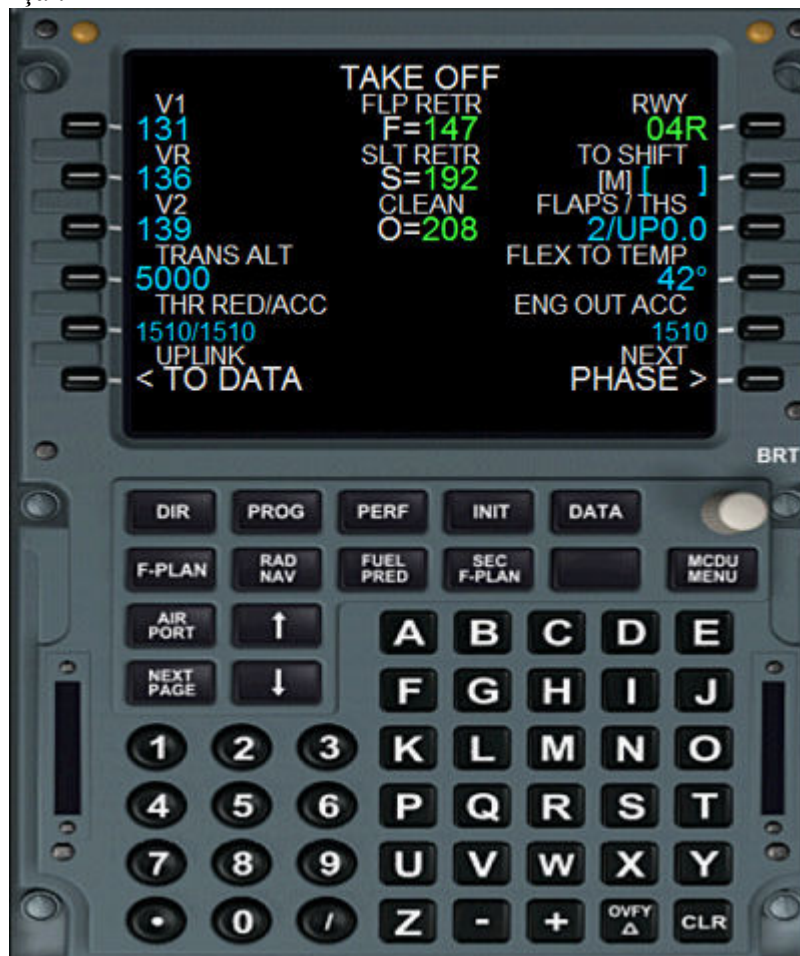 TAKE OFF
V1 FLP RETR RWY
131 F=147 04R
VR SLT RETR TO SHIFT
136 S=192 [M] [ ]
V2 CLEAN FLAPS / THS
139 O=208 2/UP0.0
TRANS ALT FLEX TO TEMP
5000 42°
THR RED/ACC ENG OUT ACC
1510/1510 1510
UPLINK NEXT
< TO DATA PHASE >
BRT
DIR PROG PERF INIT DATA
F-PLAN RAD NAV FUEL PRED SEC F-PLAN MCDU MENU
AIR PORT ↑ A B C D E
NEXT PAGE ↓ F G H I J
1 2 3 K L M N O
4 5 6 P Q R S T
7 8 9 U V W X Y
. 0 / Z - + OVFY Δ CLR